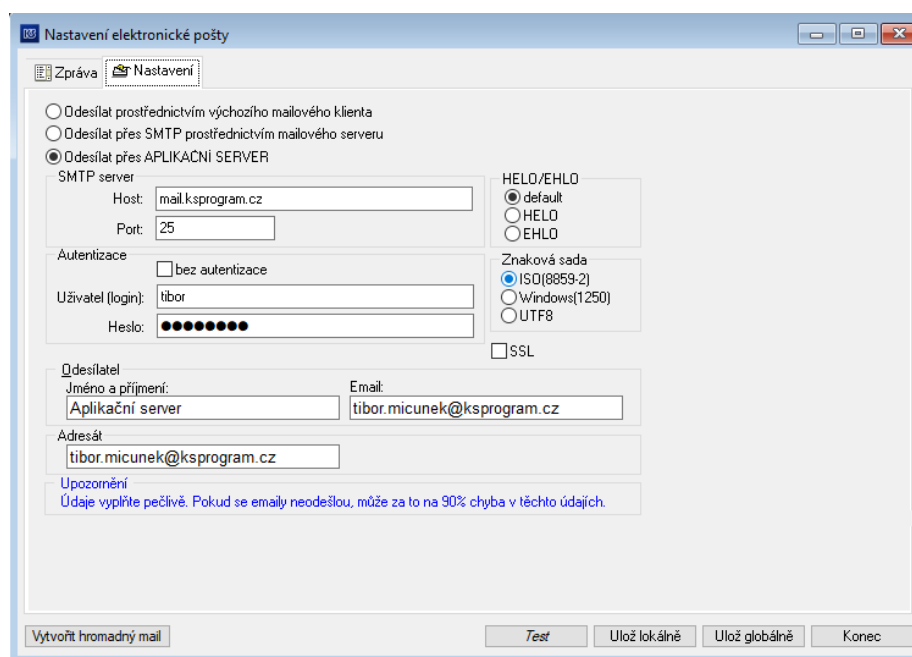 Nastavení elektronické pošty
Zpráva Nastavení
Odesílat prostřednictvím výchozího mailového klienta
Odesílat přes SMTP prostřednictvím mailového serveru
Odesílat přes APLIKAČNÍ SERVER
SMTP server
Host: mail.ksprogram.cz
Port: 25
HELO/EHLO
default
HELO
EHLO
Autentizace
bez autentizace
Uživatel (login): tibor
Heslo: ●●●●●●●●
Znaková sada
ISO(8859-2)
Windows(1250)
UTF8
SSL
Odesílatel
Jméno a příjmení: Email:
Aplikační server tibor.micunek@ksprogram.cz
Adresát
tibor.micunek@ksprogram.cz
Upozornění
Údaje vyplňte pečlivě. Pokud se emaily neodešlou, může za to na 90% chyba v těchto údajích.
Vytvořit hromadný mail Test Ulož lokálně Ulož globálně Konec